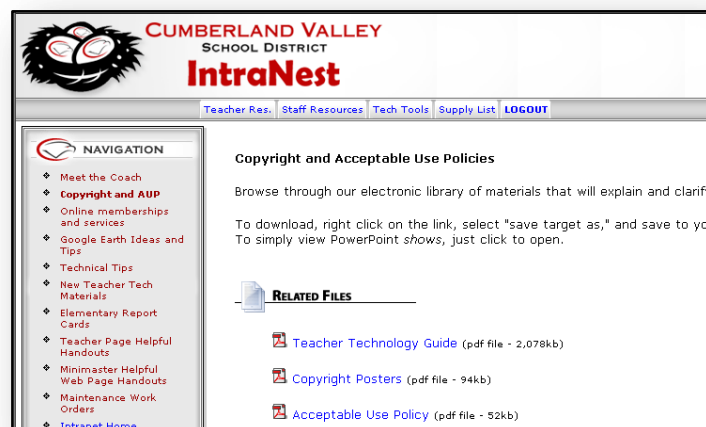 CUMBERLAND VALLEY
SCHOOL DISTRICT
IntraNest
Teacher Res. Staff Resources Tech Tools Supply List LOGOUT
NAVIGATION
Meet the Coach
Copyright and AUP
Online memberships
and services
Google Earth Ideas and
Tips
Technical Tips
New Teacher Tech
Materials
Elementary Report
Cards
Teacher Page Helpful
Handouts
Minimaster Helpful
Web Page Handouts
Maintenance Work
Orders
Intranet Home
Copyright and Acceptable Use Policies
Browse through our electronic library of materials that will explain and clarif
To download, right click on the link, select "save target as," and save to yo
To simply view PowerPoint shows, just click to open.
RELATED FILES
Teacher Technology Guide (pdf file - 2,078kb)
Copyright Posters (pdf file - 94kb)
Acceptable Use Policy (pdf file - 52kb)